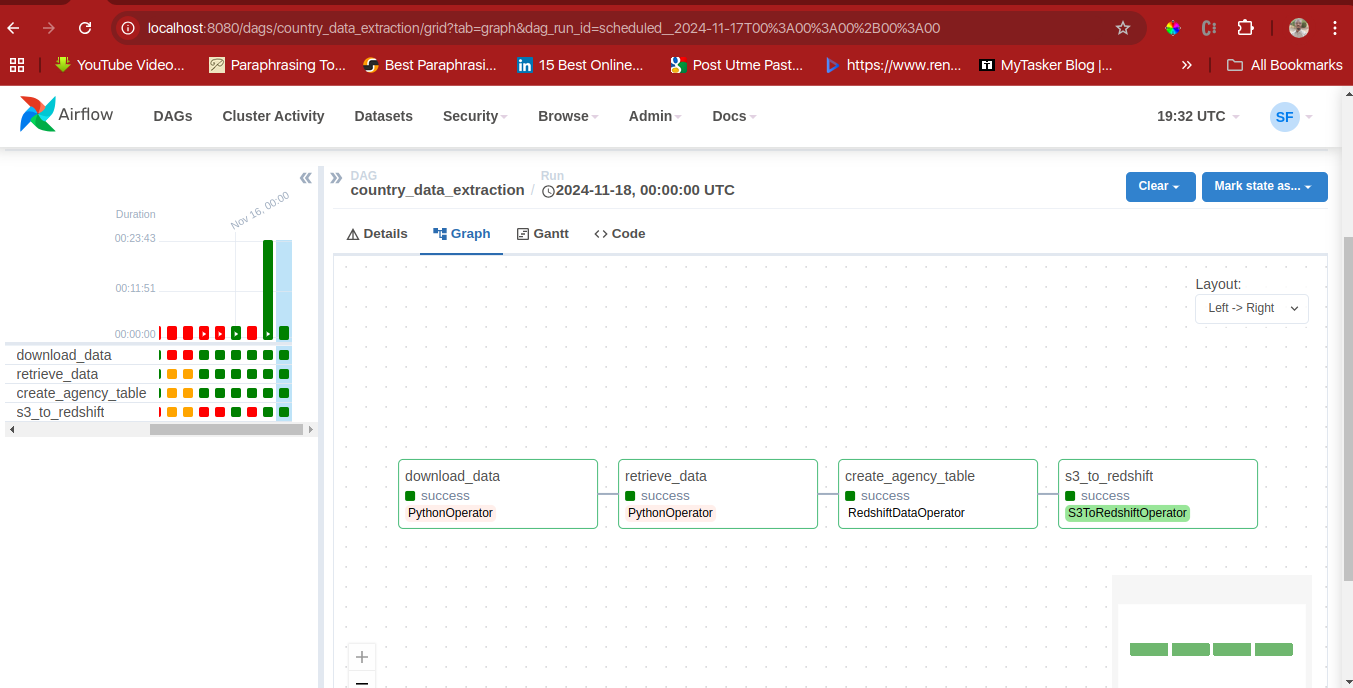 localhost:8080/dags/country_data_extraction/grid?tab=graph&dag_run_id=scheduled__2024-11-17T00%3A00%3A00%2B00%3A00
YouTube Video...
Paraphrasing To...
Best Paraphrasi...
15 Best Online...
Post Utme Past...
https://www.ren...
MyTasker Blog |...
»
All Bookmarks
Airflow
DAGs
Cluster Activity
Datasets
Security
Browse
Admin
Docs
19:32 UTC
SF
DAG
country_data_extraction
/
Run
2024-11-18, 00:00:00 UTC
Clear
Mark state as...
Details
Graph
Gantt
Code
Duration
Nov 16, 00:00
00:23:43
00:11:51
00:00:00
download_data
retrieve_data
create_agency_table
s3_to_redshift
Layout:
Left -> Right
download_data
success
PythonOperator
retrieve_data
success
PythonOperator
create_agency_table
success
RedshiftDataOperator
s3_to_redshift
success
S3ToRedshiftOperator